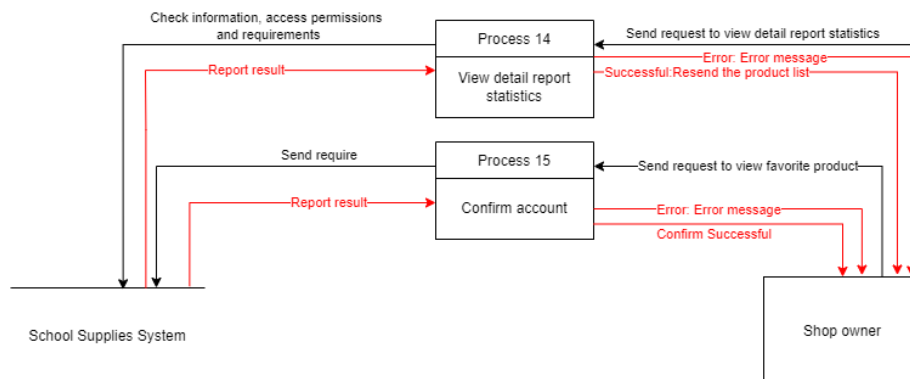 Check information, access permissions
and requirements
Process 14
Send request to view detail report statistics
Error: Error message
Report result
View detail report
statistics
Successful:Resend the product list
Send require
Process 15
Send request to view favorite product
Report result
Confirm account
Error: Error message
Confirm Successful
School Supplies System
Shop owner